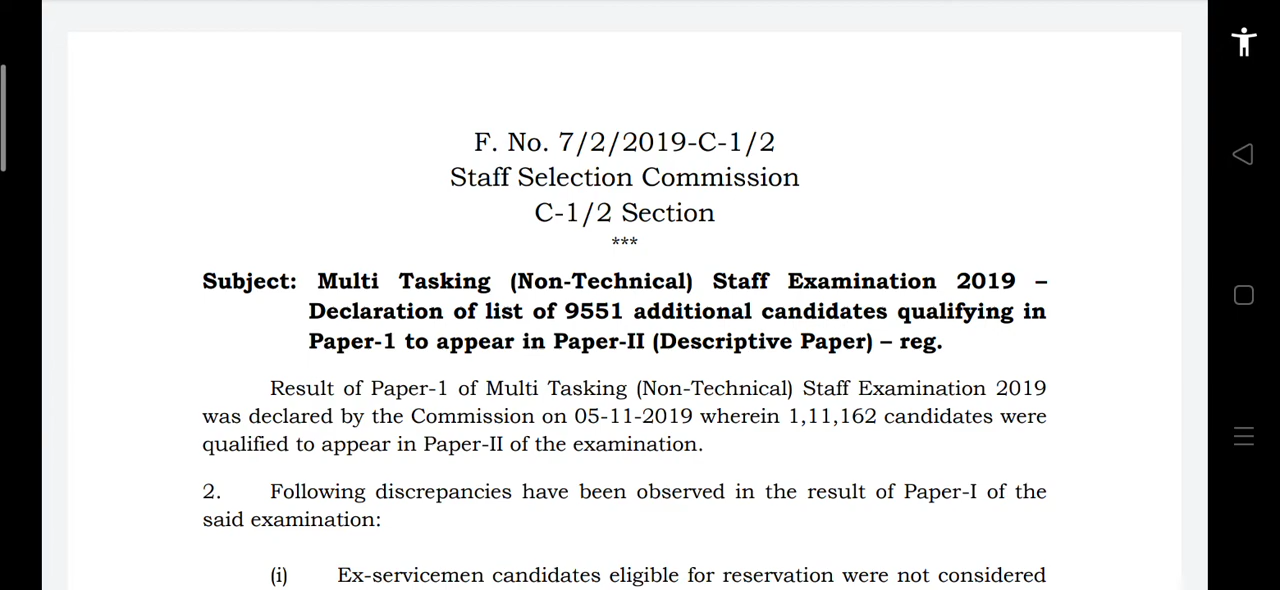 F. No. 7/2/2019-C-1/2
Staff Selection Commission
C-1/2 Section
***
Subject: Multi Tasking (Non-Technical) Staff Examination 2019 –
Declaration of list of 9551 additional candidates qualifying in
Paper-1 to appear in Paper-II (Descriptive Paper) – reg.
Result of Paper-1 of Multi Tasking (Non-Technical) Staff Examination 2019
was declared by the Commission on 05-11-2019 wherein 1,11,162 candidates were
qualified to appear in Paper-II of the examination.
2. Following discrepancies have been observed in the result of Paper-I of the
said examination:
(i) Ex-servicemen candidates eligible for reservation were not considered